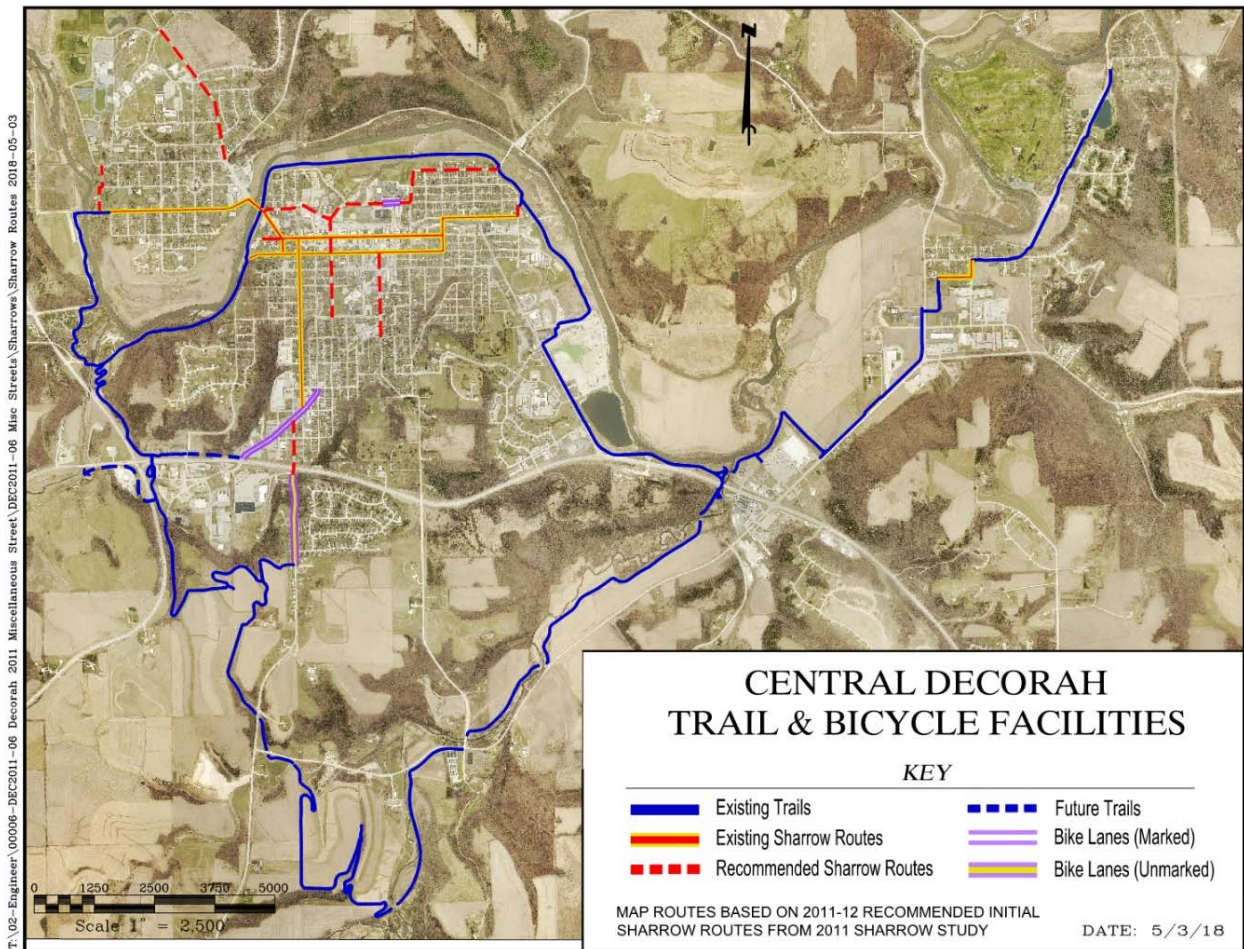 T:\02-Engineer\00006-DEC2011-06 Decorah 2011 Miscellaneous Street\DEC2011-06 Misc Streets\Sharrows\Sharrow Routes 2018-05-03
N
CENTRAL DECORAH
TRAIL & BICYCLE FACILITIES
KEY
Existing Trails
Future Trails
Existing Sharrow Routes
Bike Lanes (Marked)
Recommended Sharrow Routes
Bike Lanes (Unmarked)
0 1250 2500 3750 5000
Scale 1" = 2,500'
MAP ROUTES BASED ON 2011-12 RECOMMENDED INITIAL
SHARROW ROUTES FROM 2011 SHARROW STUDY
DATE: 5/3/18